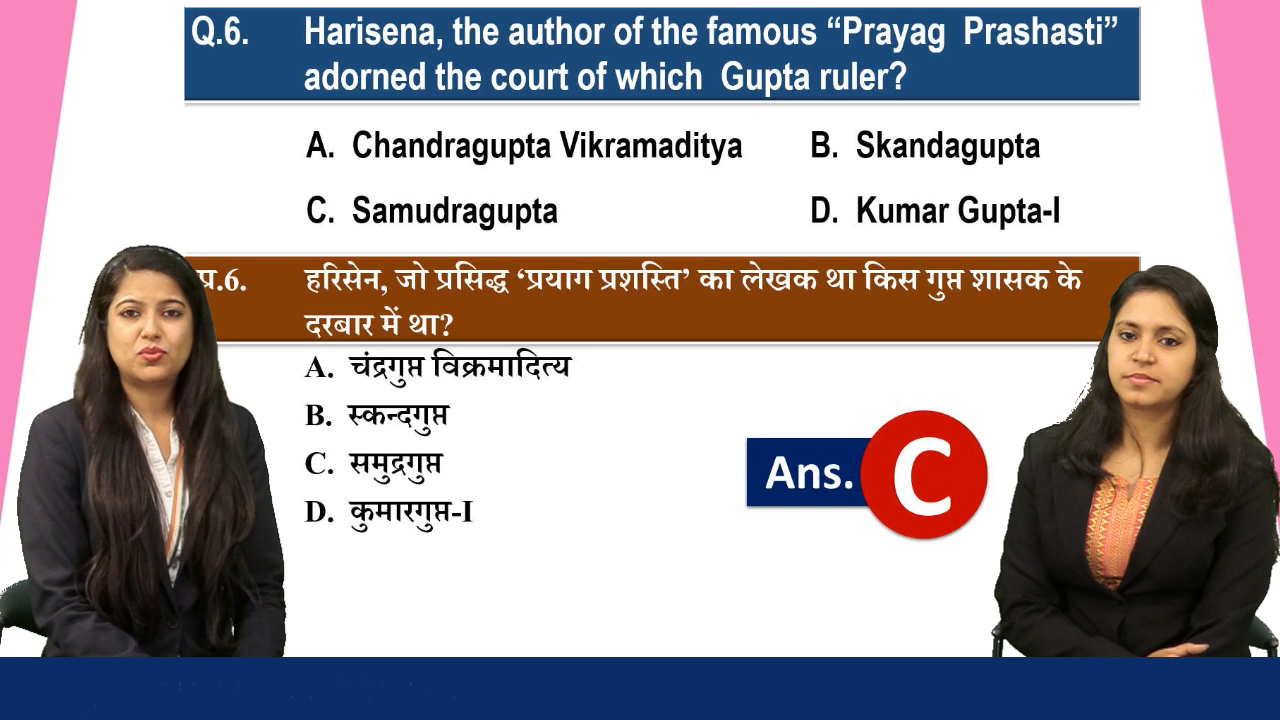 Q.6. Harisena, the author of the famous “Prayag Prashasti”
adorned the court of which Gupta ruler?
A. Chandragupta Vikramaditya B. Skandagupta
C. Samudragupta D. Kumar Gupta-I
प्र.6. हरिसेन, जो प्रसिद्ध ‘प्रयाग प्रशस्ति’ का लेखक था किस गुप्त शासक के
दरबार में था?
A. चंद्रगुप्त विक्रमादित्य
B. स्कन्दगुप्त
C. समुद्रगुप्त
D. कुमारगुप्त-I
Ans. C